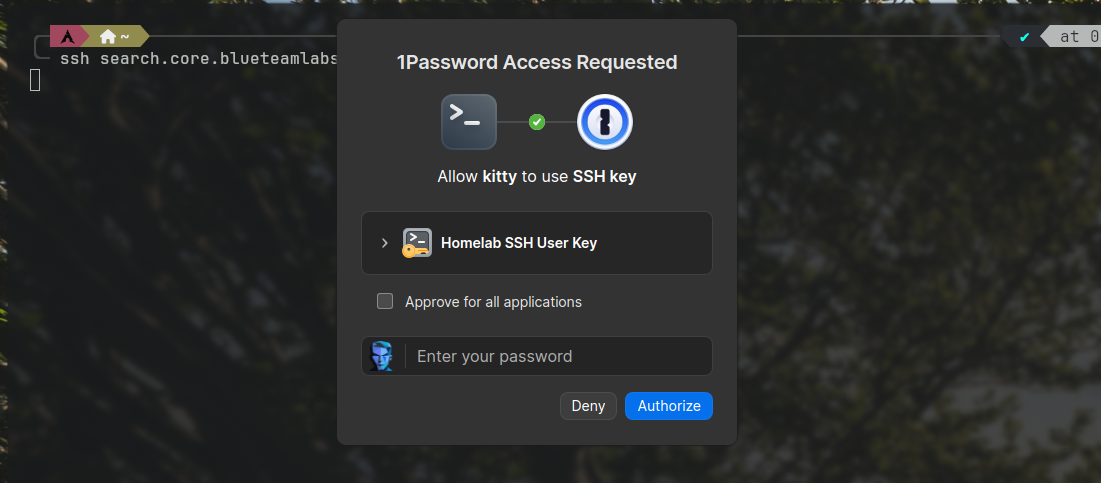 ~
at 0
ssh search.core.blueteamlabs
1Password Access Requested
Allow kitty to use SSH key
Homelab SSH User Key
Approve for all applications
Enter your password
Deny
Authorize